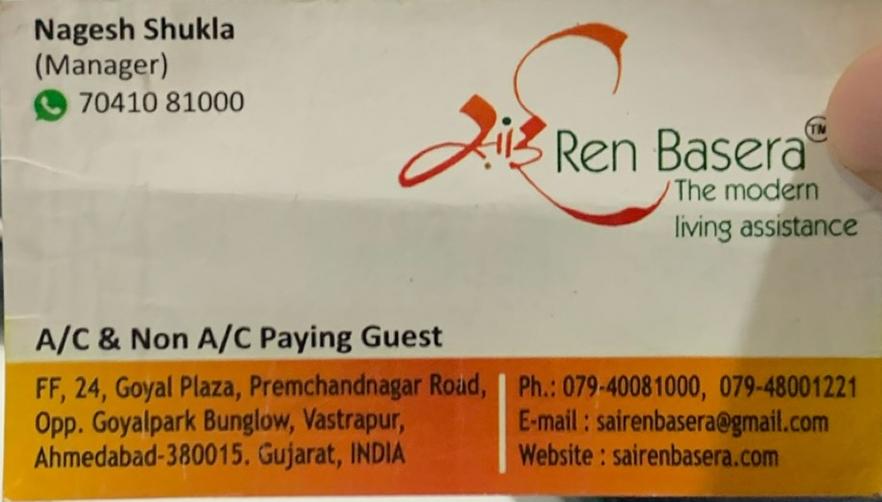 Nagesh Shukla
(Manager)
70410 81000
साई Ren Basera™
The modern
living assistance
A/C & Non A/C Paying Guest
FF, 24, Goyal Plaza, Premchandnagar Road,
Opp. Goyalpark Bunglow, Vastrapur,
Ahmedabad-380015. Gujarat, INDIA
Ph.: 079-40081000, 079-48001221
E-mail : sairenbasera@gmail.com
Website : sairenbasera.com